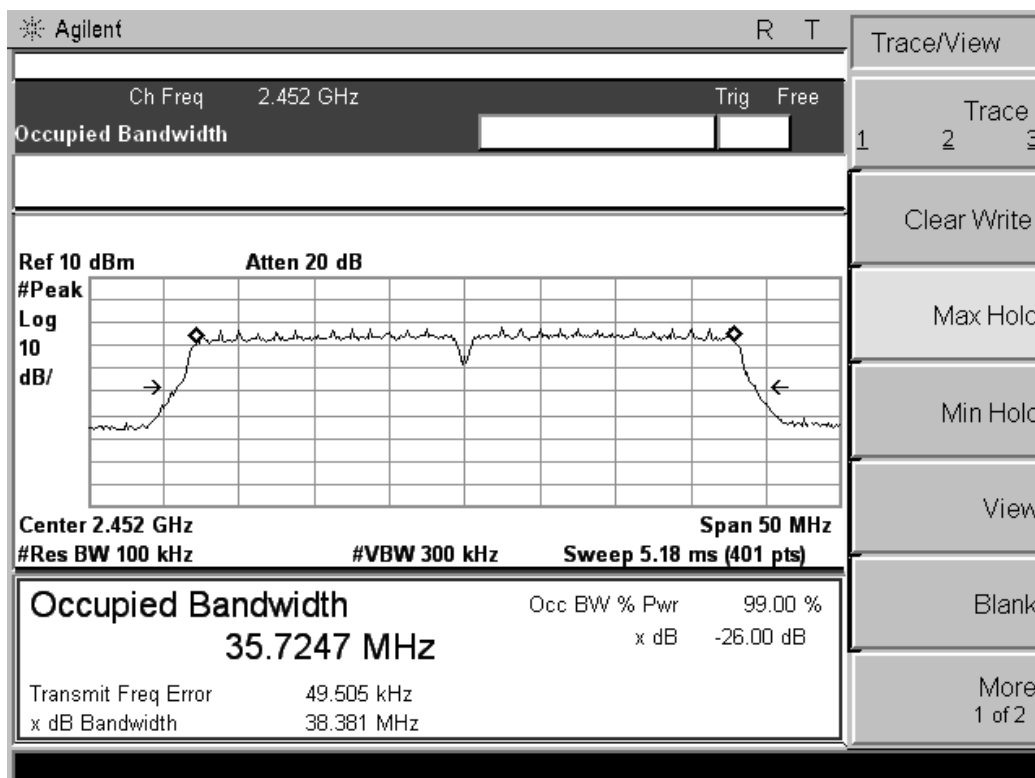 Agilent R T
Trace/View
Ch Freq 2.452 GHz Trig Free
Occupied Bandwidth
Trace
1 2 3
Clear Write
Max Hold
Min Hold
View
Blank
More
1 of 2
Ref 10 dBm Atten 20 dB
#Peak
Log
10
dB/
Center 2.452 GHz Span 50 MHz
#Res BW 100 kHz #VBW 300 kHz Sweep 5.18 ms (401 pts)
Occupied Bandwidth
35.7247 MHz
Occ BW % Pwr 99.00 %
x dB -26.00 dB
Transmit Freq Error 49.505 kHz
x dB Bandwidth 38.381 MHz